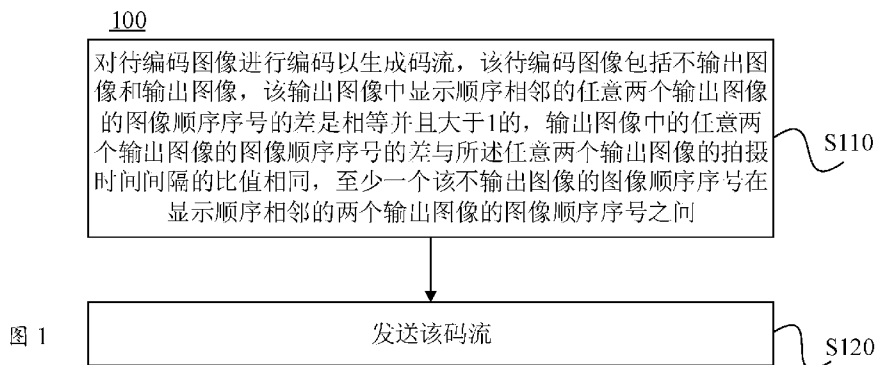 100
对待编码图像进行编码以生成码流，该待编码图像包括不输出图
像和输出图像，该输出图像中显示顺序相邻的任意两个输出图像
的图像顺序序号的差是相等并且大于1的，输出图像中的任意两
个输出图像的图像顺序序号的差与所述任意两个输出图像的拍摄
时间间隔的比值相同，至少一个该不输出图像的图像顺序序号在
显示顺序相邻的两个输出图像的图像顺序序号之间
S110
图 1
发送该码流
S120